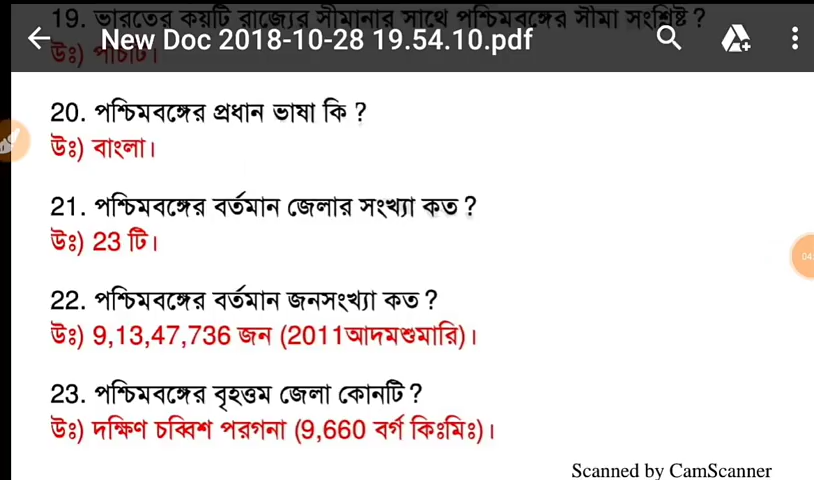 19. ভারতের কয়টি রাজ্যের সীমানার সাথে পশ্চিমবঙ্গের সীমা সংশ্লিষ্ট ?
New Doc 2018-10-28 19.54.10.pdf
উঃ) পাঁচটি।
20. পশ্চিমবঙ্গের প্রধান ভাষা কি ?
উঃ) বাংলা।
21. পশ্চিমবঙ্গের বর্তমান জেলার সংখ্যা কত ?
উঃ) 23 টি।
22. পশ্চিমবঙ্গের বর্তমান জনসংখ্যা কত ?
উঃ) 9,13,47,736 জন (2011আদমশুমারি)।
23. পশ্চিমবঙ্গের বৃহত্তম জেলা কোনটি ?
উঃ) দক্ষিণ চব্বিশ পরগনা (9,660 বর্গ কিঃমিঃ)।
Scanned by CamScanner